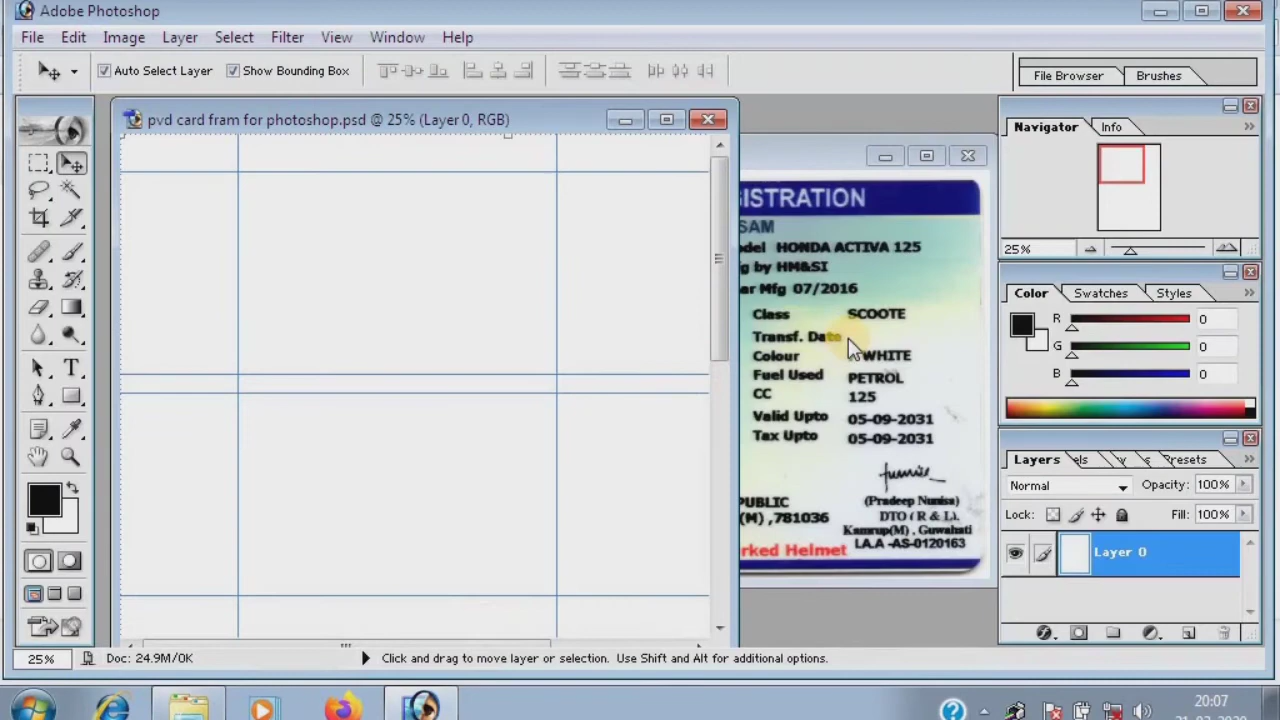 Adobe Photoshop
File Edit Image Layer Select Filter View Window Help
Auto Select Layer Show Bounding Box File Browser Brushes
pvd card fram for photoshop.psd @ 25% (Layer 0, RGB)
Navigator Info
25%
Color Swatches Styles
R 0
G 0
B 0
Layers Presets
Normal Opacity: 100%
Lock: Fill: 100%
Layer 0
ISTRATION
SAM
del HONDA ACTIVA 125
g by HM&SI
ar Mfg 07/2016
Class SCOOTE
Transf. Date
Colour WHITE
Fuel Used PETROL
CC 125
Valid Upto 05-09-2031
Tax Upto 05-09-2031
PUBLIC (Pradeep Nunisa)
(M) ,781036 DTO ( R & L).
Kamrup(M) , Guwahati
rked Helmet LA.A -AS-0120163
25% Doc: 24.9M/0K Click and drag to move layer or selection. Use Shift and Alt for additional options.
20:07